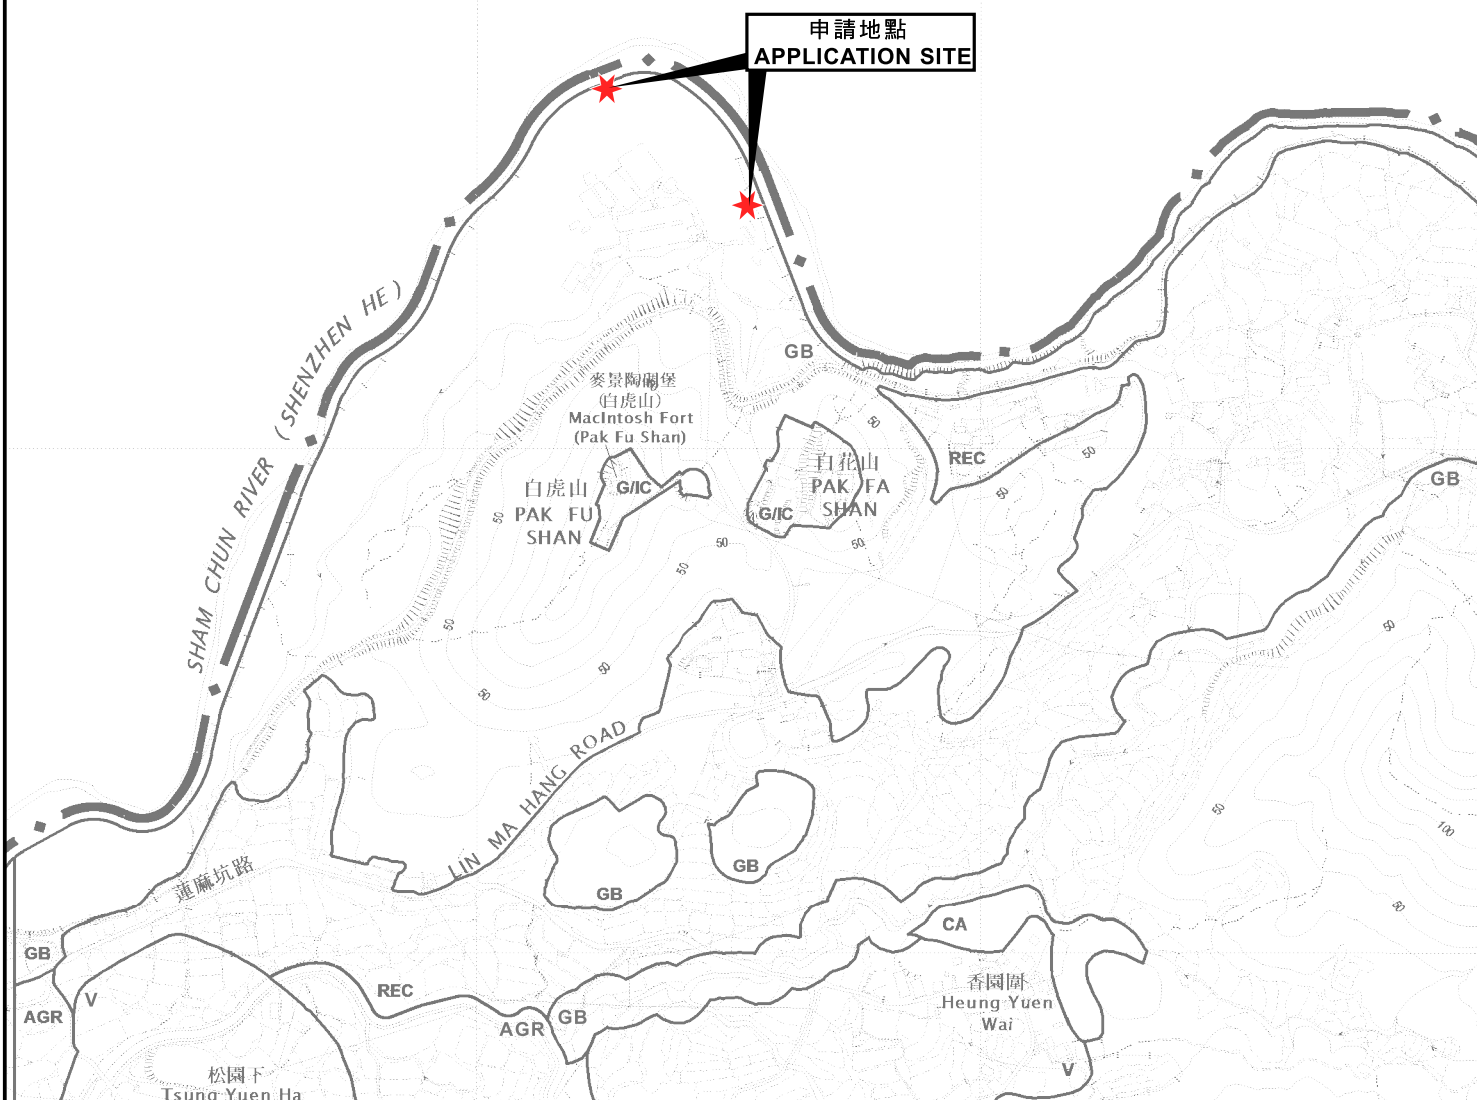 申請地點
APPLICATION SITE
SHAM CHUN RIVER (SHENZHEN HE)
GB
麥景陶碉堡
(白虎山)
MacIntosh Fort
(Pak Fu Shan)
G/IC
白虎山
PAK FU
SHAN
白花山
PAK FA
SHAN
G/IC
REC
GB
50
50
50
50
50
50
50
50
50
50
50
50
100
50
LIN MA HANG ROAD
蓮麻坑路
GB
GB
GB
AGR
V
REC
AGR
GB
CA
香園圍
Heung Yuen
Wai
V
松園下
Tsung Yuen Ha